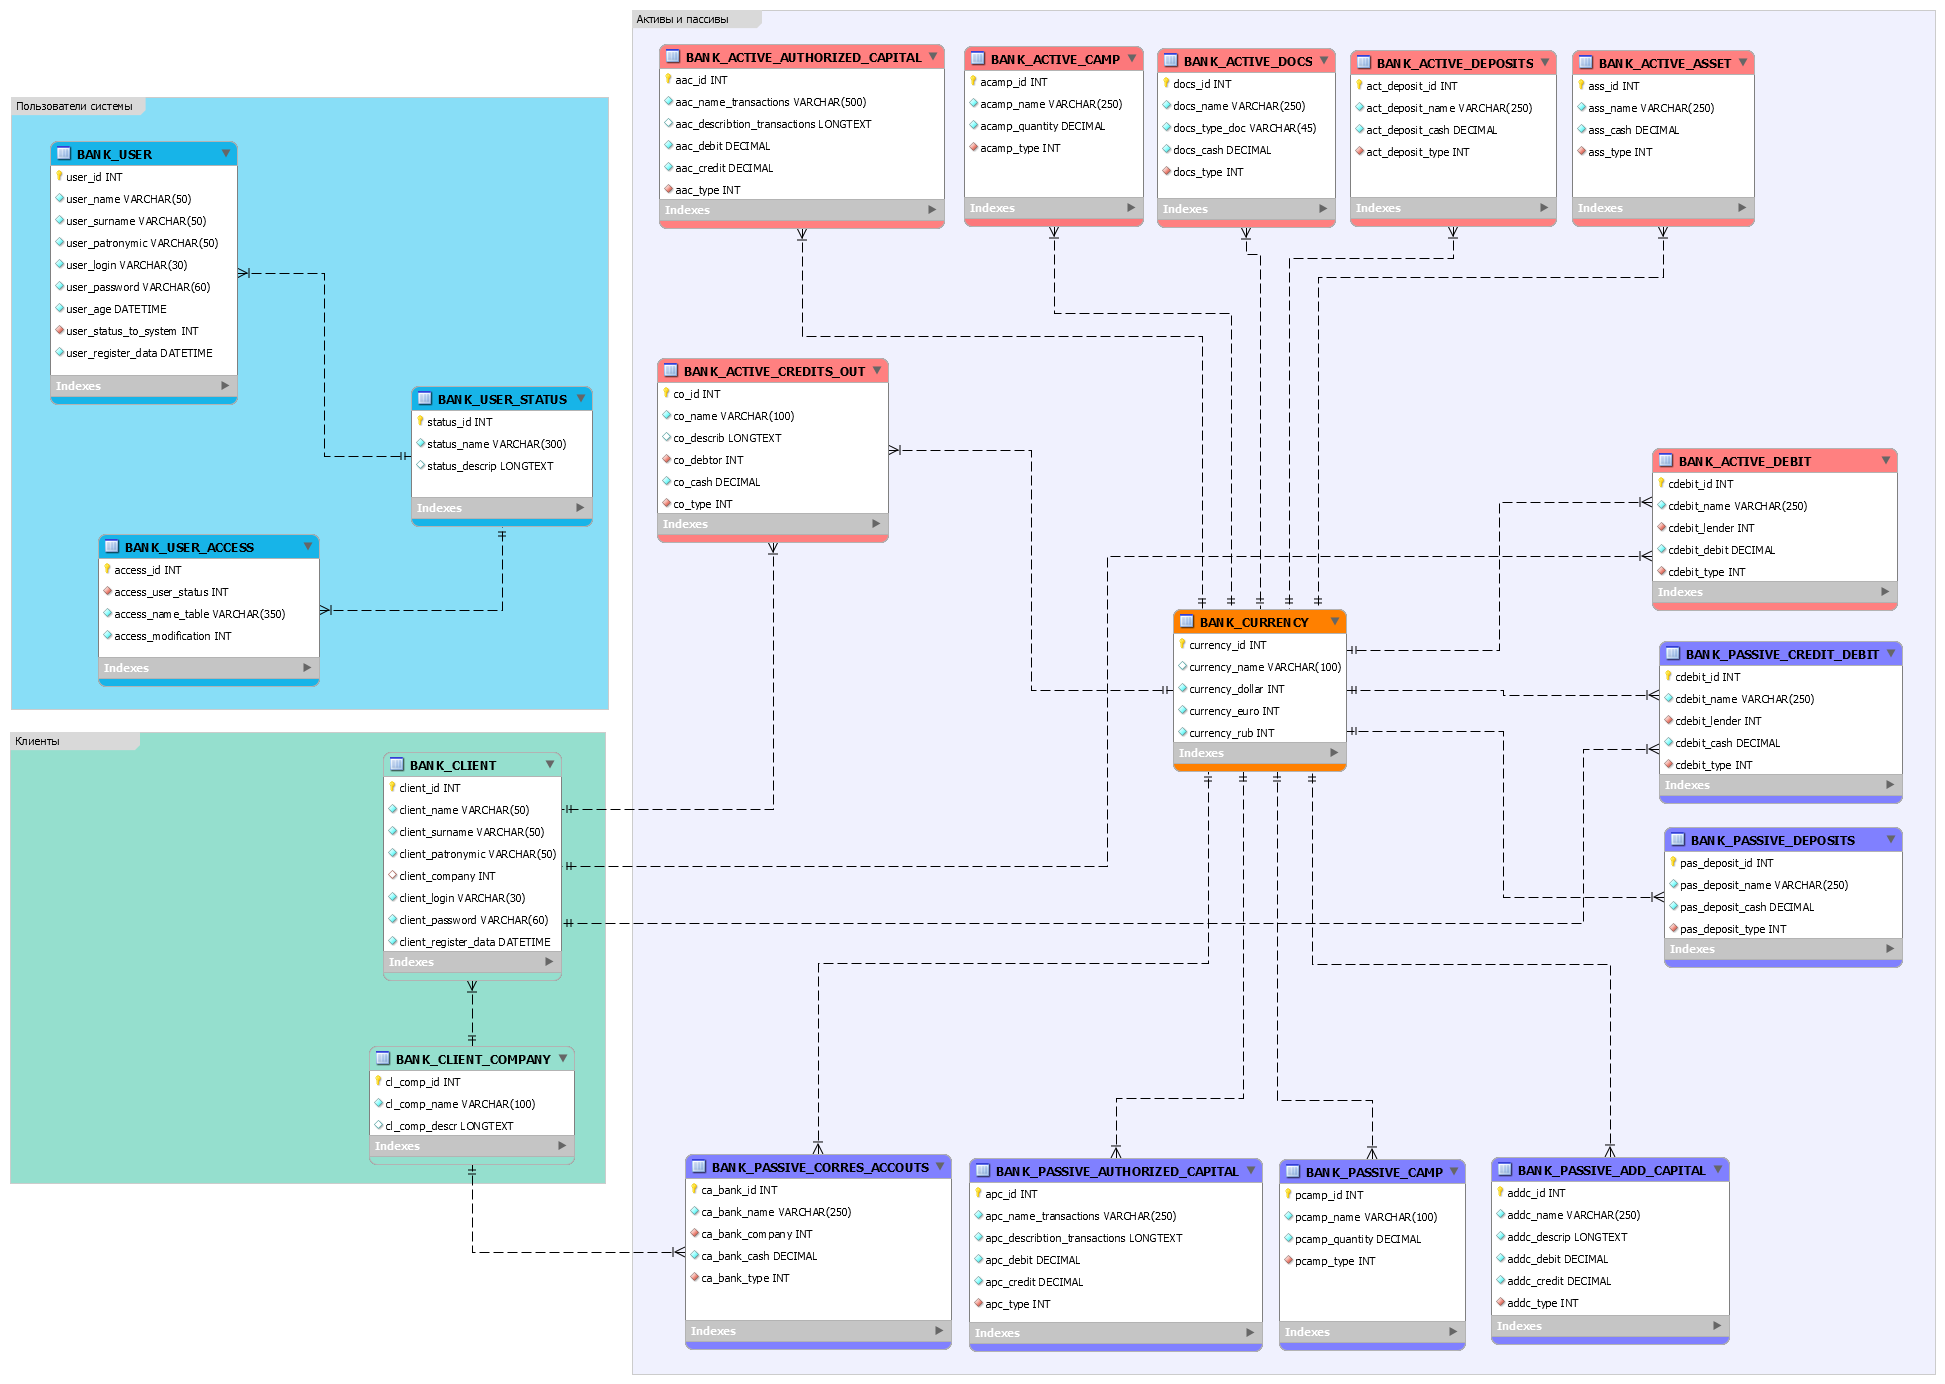 Пользователи системы
BANK_USER
user_id INT
user_name VARCHAR(50)
user_surname VARCHAR(50)
user_patronymic VARCHAR(50)
user_login VARCHAR(30)
user_password VARCHAR(60)
user_age DATETIME
user_status_to_system INT
user_register_data DATETIME
Indexes
BANK_USER_STATUS
status_id INT
status_name VARCHAR(300)
status_descrip LONGTEXT
Indexes
BANK_USER_ACCESS
access_id INT
access_user_status INT
access_name_table VARCHAR(350)
access_modification INT
Indexes
Клиенты
BANK_CLIENT
client_id INT
client_name VARCHAR(50)
client_surname VARCHAR(50)
client_patronymic VARCHAR(50)
client_company INT
client_login VARCHAR(30)
client_password VARCHAR(60)
client_register_data DATETIME
Indexes
BANK_CLIENT_COMPANY
cl_comp_id INT
cl_comp_name VARCHAR(100)
cl_comp_descr LONGTEXT
Indexes
Активы и пассивы
BANK_ACTIVE_AUTHORIZED_CAPITAL
aac_id INT
aac_name_transactions VARCHAR(500)
aac_describtion_transactions LONGTEXT
aac_debit DECIMAL
aac_credit DECIMAL
aac_type INT
Indexes
BANK_ACTIVE_CAMP
acamp_id INT
acamp_name VARCHAR(250)
acamp_quantity DECIMAL
acamp_type INT
Indexes
BANK_ACTIVE_DOCS
docs_id INT
docs_name VARCHAR(250)
docs_type_doc VARCHAR(45)
docs_cash DECIMAL
docs_type INT
Indexes
BANK_ACTIVE_DEPOSITS
act_deposit_id INT
act_deposit_name VARCHAR(250)
act_deposit_cash DECIMAL
act_deposit_type INT
Indexes
BANK_ACTIVE_ASSET
ass_id INT
ass_name VARCHAR(250)
ass_cash DECIMAL
ass_type INT
Indexes
BANK_ACTIVE_CREDITS_OUT
co_id INT
co_name VARCHAR(100)
co_describ LONGTEXT
co_debtor INT
co_cash DECIMAL
co_type INT
Indexes
BANK_ACTIVE_DEBIT
cdebit_id INT
cdebit_name VARCHAR(250)
cdebit_lender INT
cdebit_debit DECIMAL
cdebit_type INT
Indexes
BANK_CURRENCY
currency_id INT
currency_name VARCHAR(100)
currency_dollar INT
currency_euro INT
currency_rub INT
Indexes
BANK_PASSIVE_CREDIT_DEBIT
cdebit_id INT
cdebit_name VARCHAR(250)
cdebit_lender INT
cdebit_cash DECIMAL
cdebit_type INT
Indexes
BANK_PASSIVE_DEPOSITS
pas_deposit_id INT
pas_deposit_name VARCHAR(250)
pas_deposit_cash DECIMAL
pas_deposit_type INT
Indexes
BANK_PASSIVE_CORRES_ACCOUTS
ca_bank_id INT
ca_bank_name VARCHAR(250)
ca_bank_company INT
ca_bank_cash DECIMAL
ca_bank_type INT
Indexes
BANK_PASSIVE_AUTHORIZED_CAPITAL
apc_id INT
apc_name_transactions VARCHAR(250)
apc_describtion_transactions LONGTEXT
apc_debit DECIMAL
apc_credit DECIMAL
apc_type INT
Indexes
BANK_PASSIVE_CAMP
pcamp_id INT
pcamp_name VARCHAR(100)
pcamp_quantity DECIMAL
pcamp_type INT
Indexes
BANK_PASSIVE_ADD_CAPITAL
addc_id INT
addc_name VARCHAR(250)
addc_descrip LONGTEXT
addc_debit DECIMAL
addc_credit DECIMAL
addc_type INT
Indexes